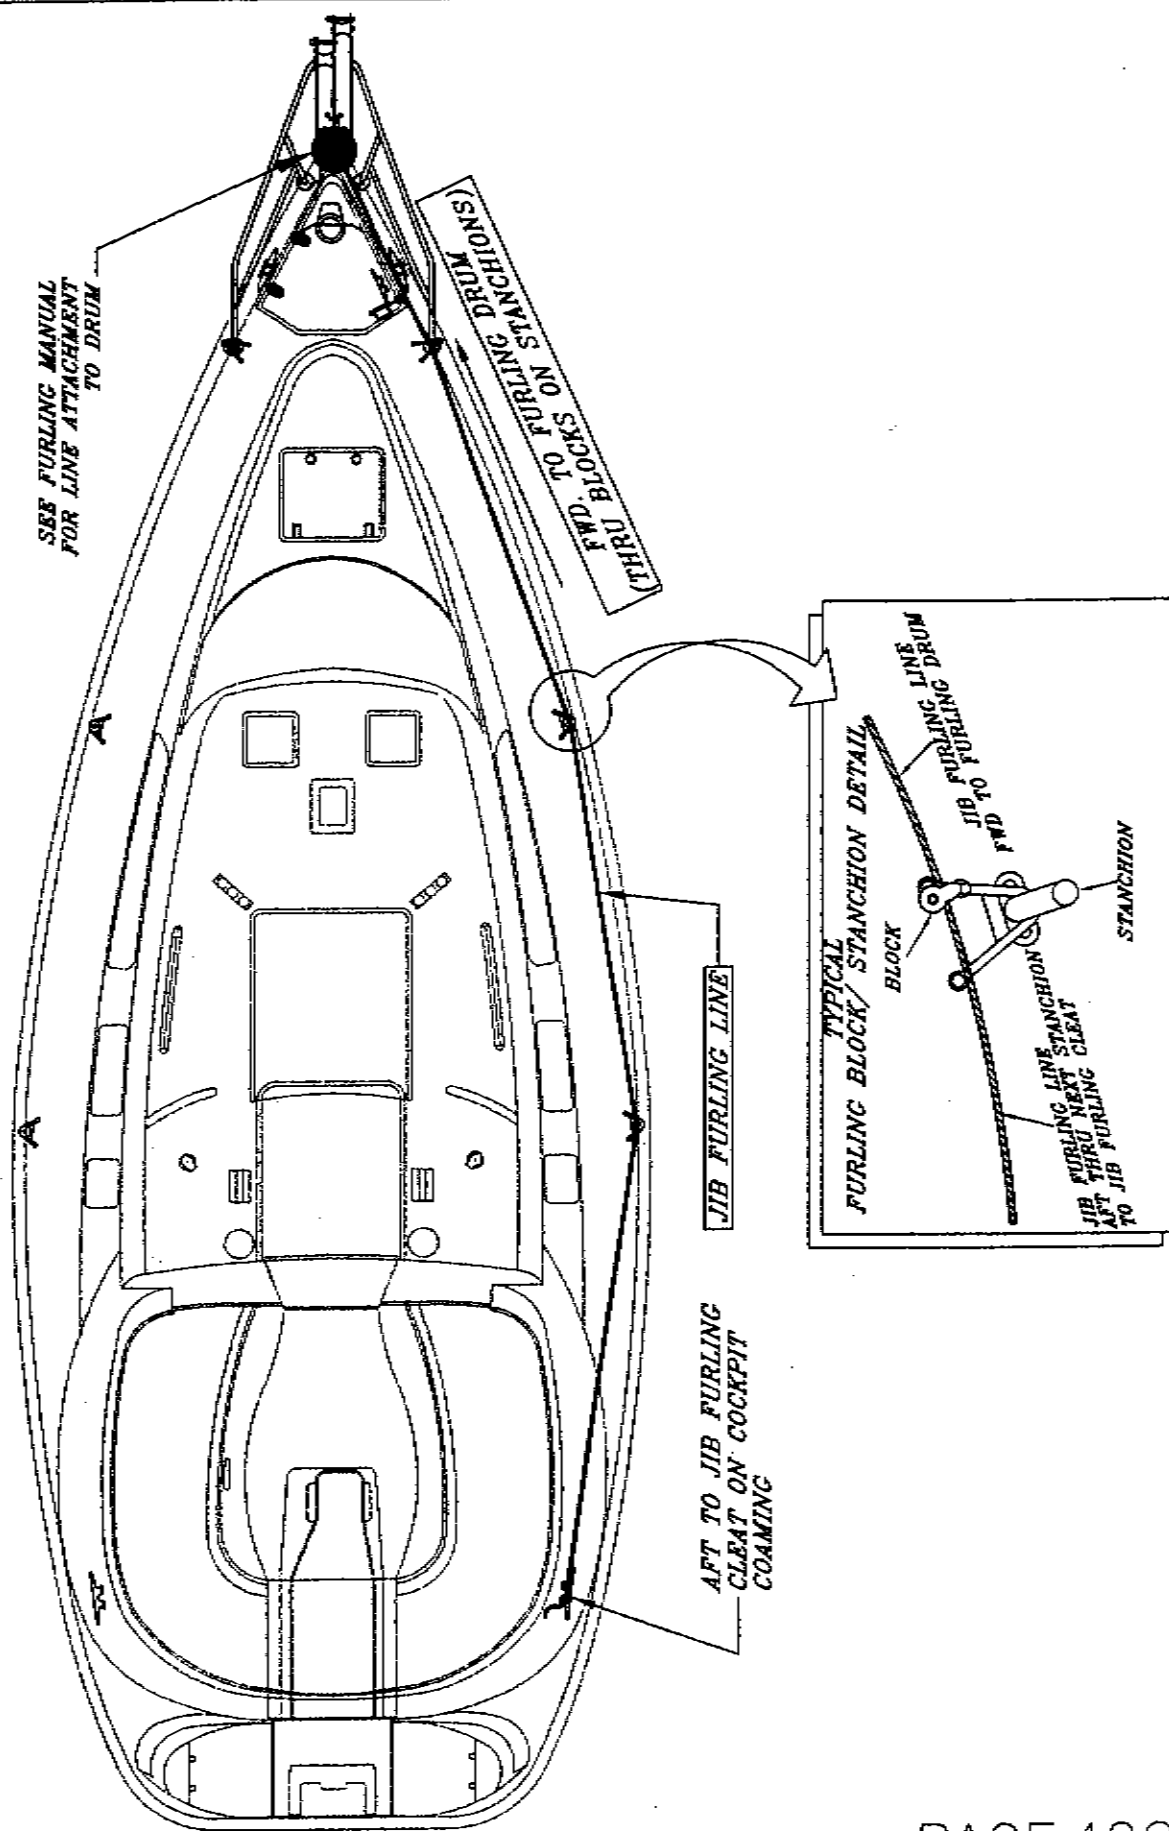 SEE FURLING MANUAL
FOR LINE ATTACHMENT
TO DRUM
FWD. TO FURLING DRUM
(THRU BLOCKS ON STANCHIONS)
JIB FURLING LINE
AFT TO JIB FURLING
CLEAT ON COCKPIT
COAMING
TYPICAL
FURLING BLOCK/ STANCHION DETAIL
BLOCK
JIB FURLING LINE
FWD TO FURLING DRUM
STANCHION
JIB FURLING LINE
AFT THRU NEXT STANCHION
TO JIB FURLING CLEAT
PAGE